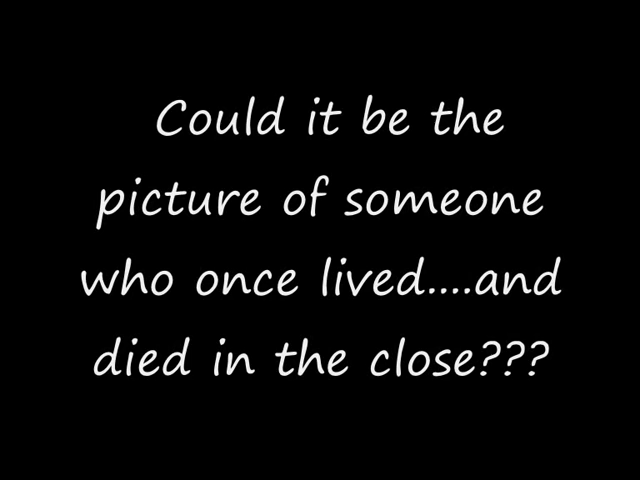 Could it be the
picture of someone
who once lived....and
died in the close???